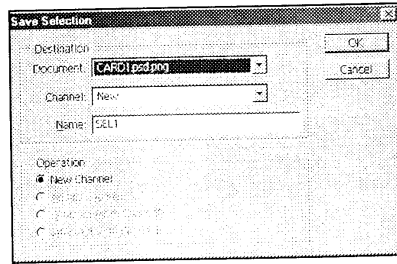 Save Selection
Destination
Document: CARD1.psd.png
Channel: New
Name: SEL1
Operation
New Channel
OK
Cancel